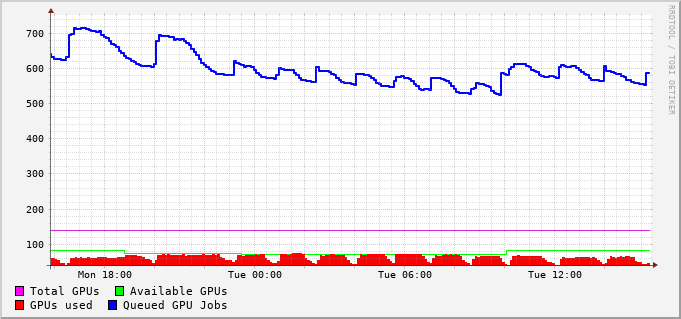 700
600
500
400
300
200
100
Mon 18:00 Tue 00:00 Tue 06:00 Tue 12:00
Total GPUs Available GPUs
GPUs used Queued GPU Jobs
RRDTOOL / TOBI OETIKER